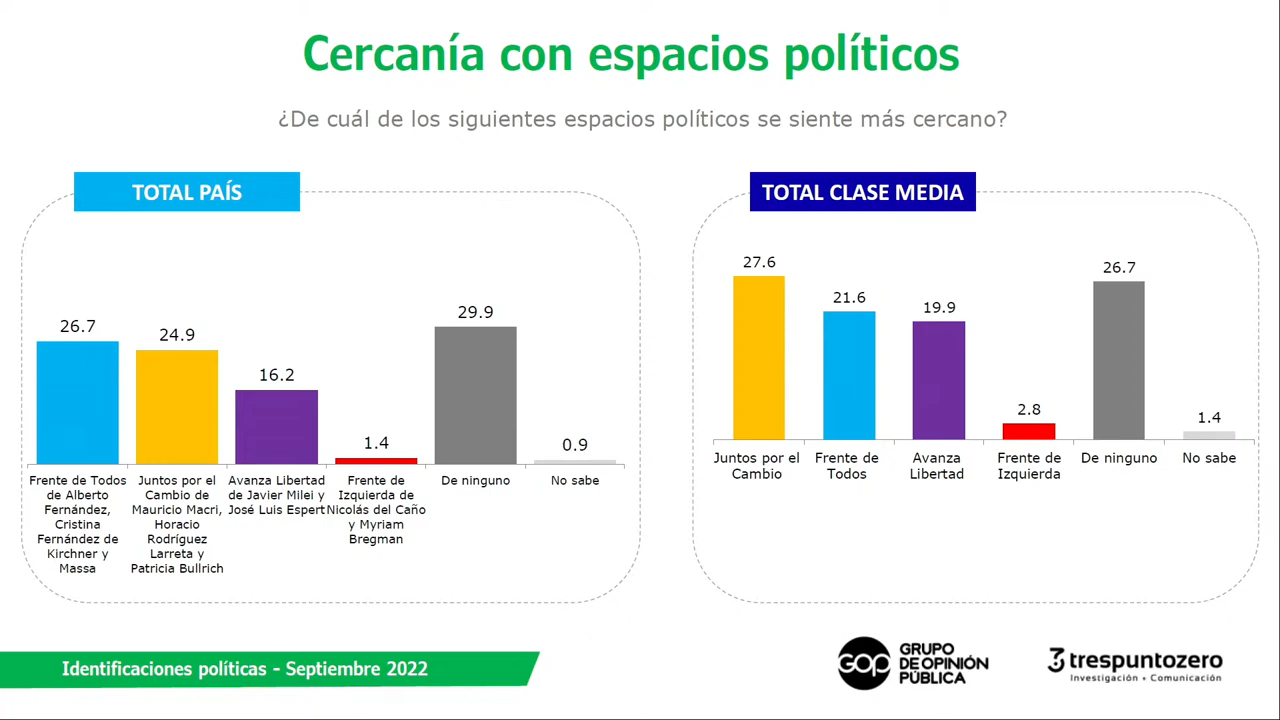 Cercanía con espacios políticos
¿De cuál de los siguientes espacios políticos se siente más cercano?
TOTAL PAÍS
26.7
24.9
16.2
1.4
29.9
0.9
Frente de Todos
de Alberto
Fernández,
Cristina
Fernández de
Kirchner y
Massa
Juntos por el
Cambio de
Mauricio Macri,
Horacio
Rodríguez
Larreta y
Patricia Bullrich
Avanza Libertad
de Javier Milei y
José Luis Espert
Frente de
Izquierda de
Nicolás del Caño
y Myriam
Bregman
De ninguno
No sabe
TOTAL CLASE MEDIA
27.6
21.6
19.9
2.8
26.7
1.4
Juntos por el
Cambio
Frente de
Todos
Avanza
Libertad
Frente de
Izquierda
De ninguno
No sabe
Identificaciones políticas - Septiembre 2022
GOP
GRUPO
DE OPINIÓN
PÚBLICA
3 trespuntozero
Investigación + Comunicación